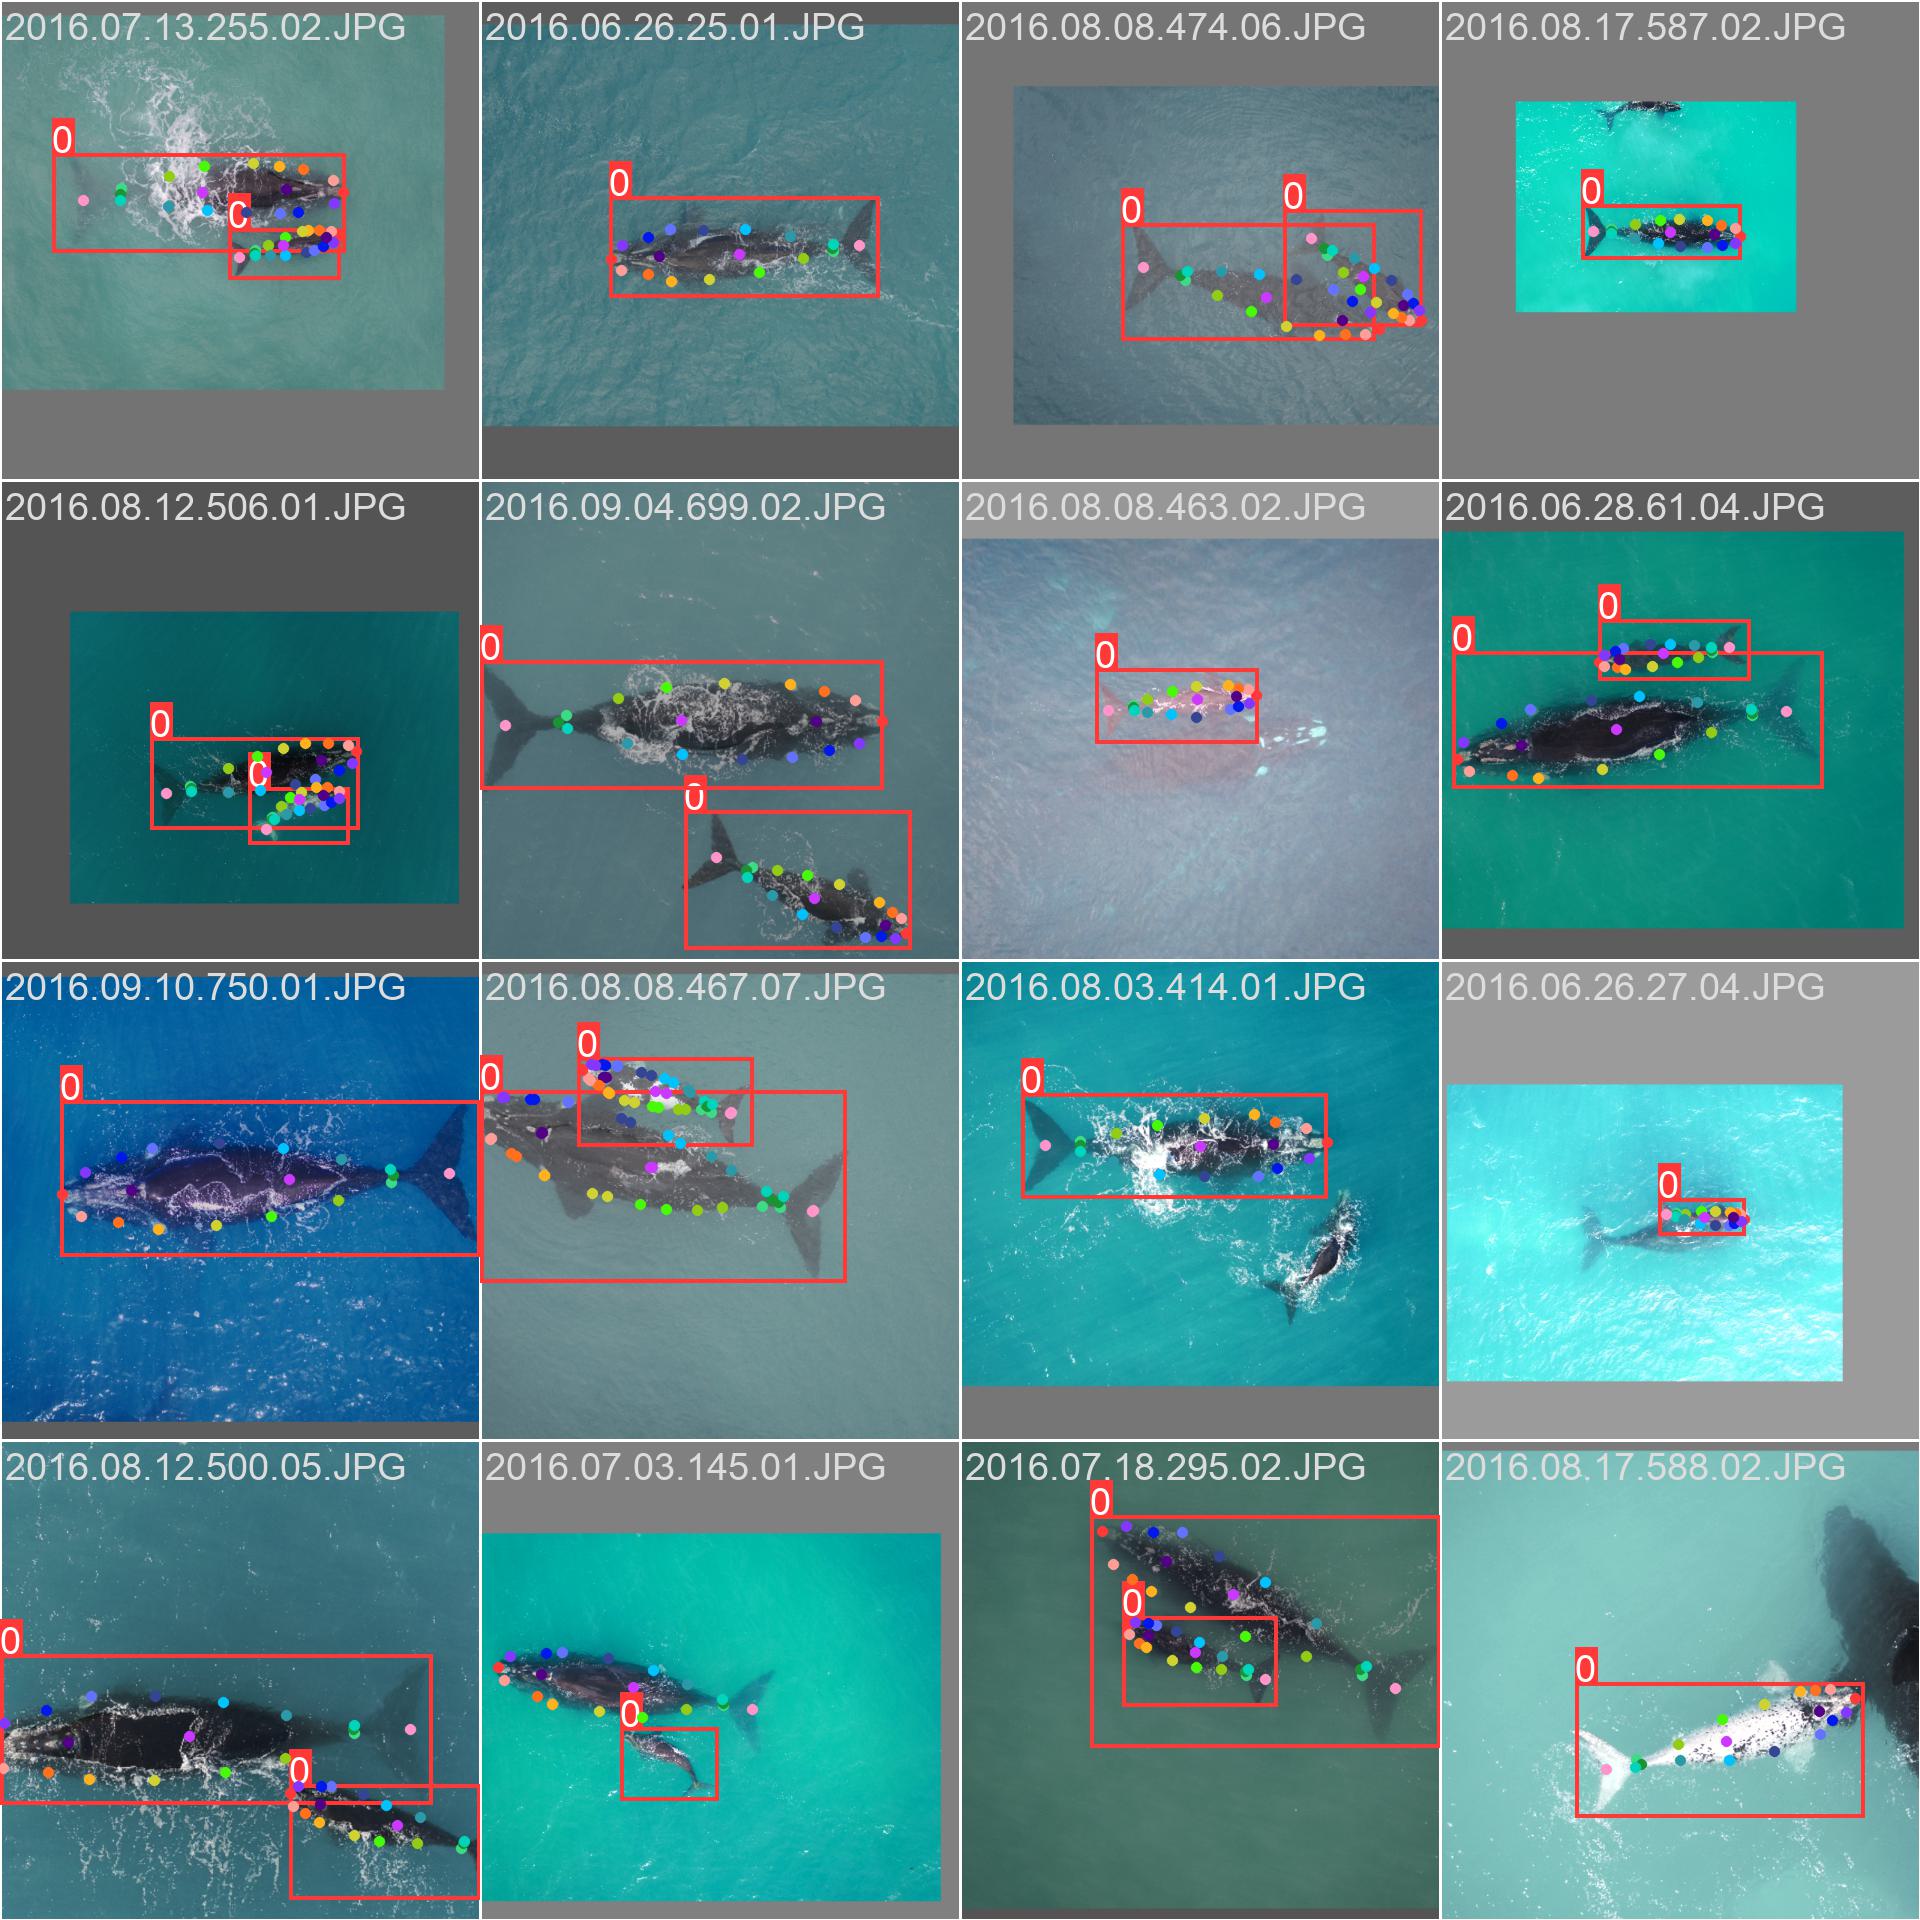 2016.07.13.255.02.JPG
2016.06.26.25.01.JPG
2016.08.08.474.06.JPG
2016.08.17.587.02.JPG
0
0
0
0
0
0
2016.08.12.506.01.JPG
2016.09.04.699.02.JPG
2016.08.08.463.02.JPG
2016.06.28.61.04.JPG
0
0
0
0
0
0
0
2016.09.10.750.01.JPG
2016.08.08.467.07.JPG
2016.08.03.414.01.JPG
2016.06.26.27.04.JPG
0
0
0
0
0
2016.08.12.500.05.JPG
2016.07.03.145.01.JPG
2016.07.18.295.02.JPG
2016.08.17.588.02.JPG
0
0
0
0
0
0